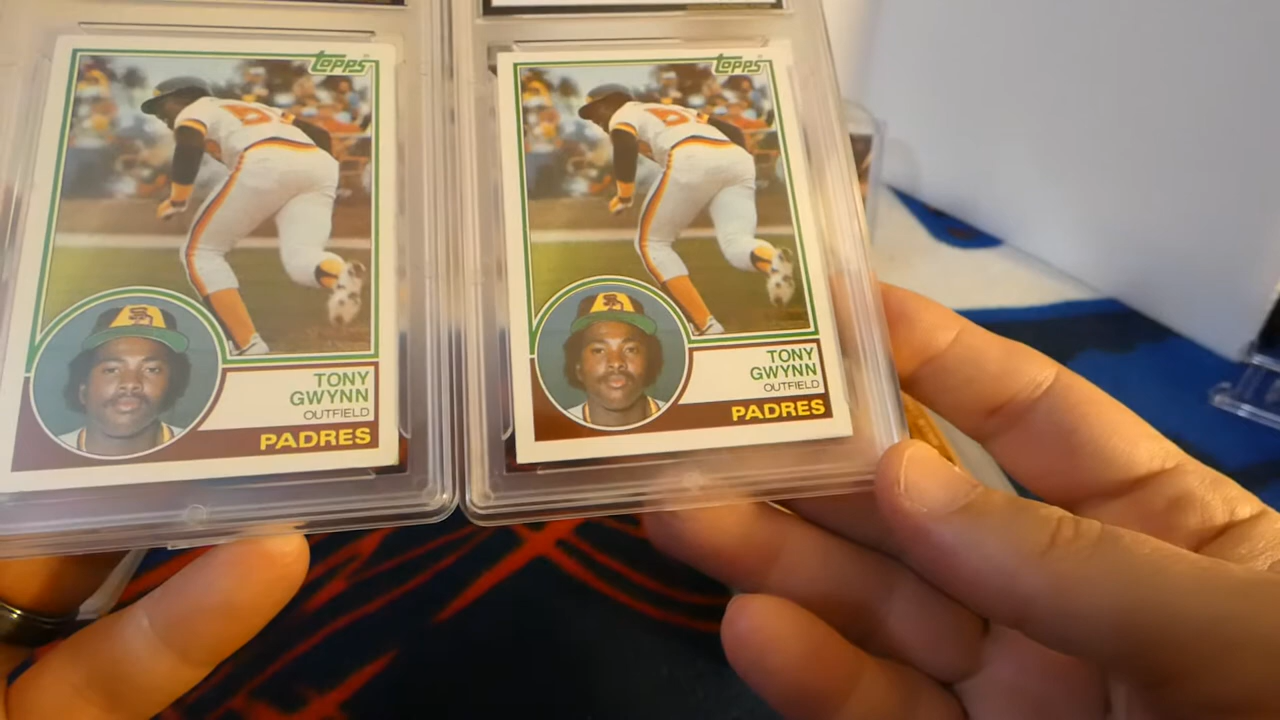 topps
TONY
GWYNN
OUTFIELD
PADRES
topps
TONY
GWYNN
OUTFIELD
PADRES